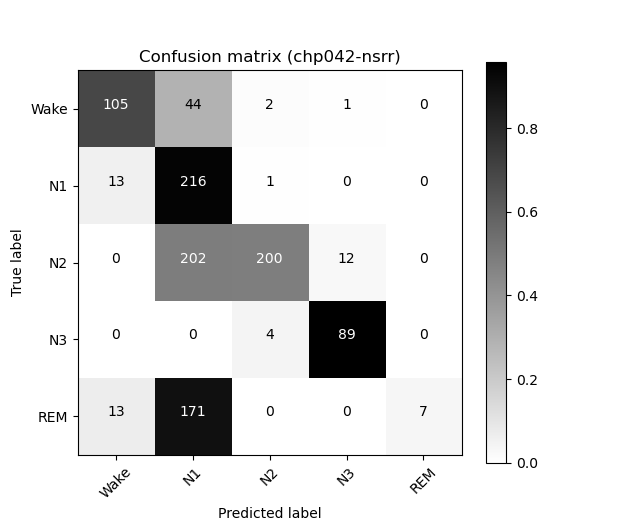 Confusion matrix (chp042-nsrr)
True label
Wake 105 44 2 1 0
N1 13 216 1 0 0
N2 0 202 200 12 0
N3 0 0 4 89 0
REM 13 171 0 0 7
Wake N1 N2 N3 REM
Predicted label
0.8
0.6
0.4
0.2
0.0